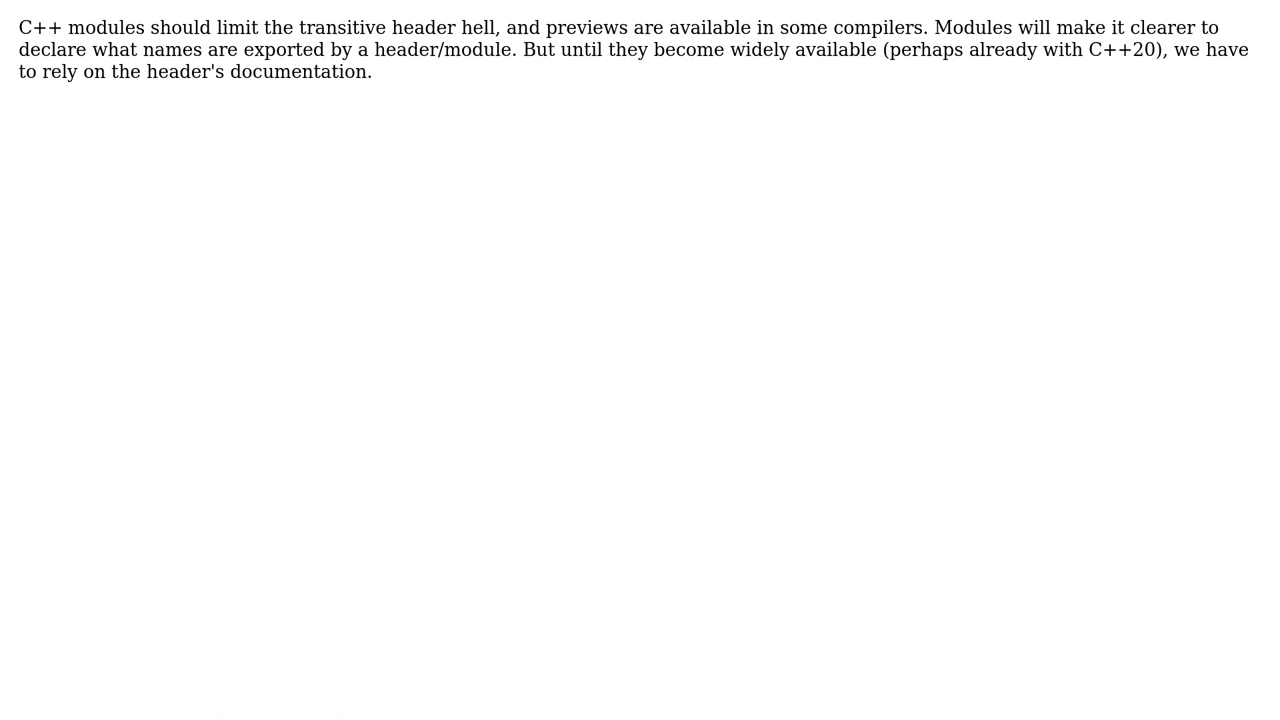 C++ modules should limit the transitive header hell, and previews are available in some compilers. Modules will make it clearer to
declare what names are exported by a header/module. But until they become widely available (perhaps already with C++20), we have
to rely on the header's documentation.